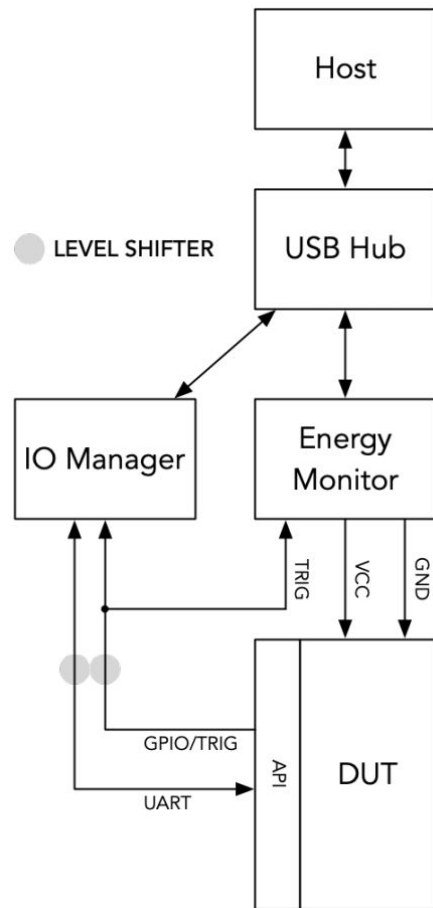 Host
LEVEL SHIFTER
USB Hub
IO Manager
Energy
Monitor
TRIG
VCC
GND
GPIO/TRIG
UART
API
DUT